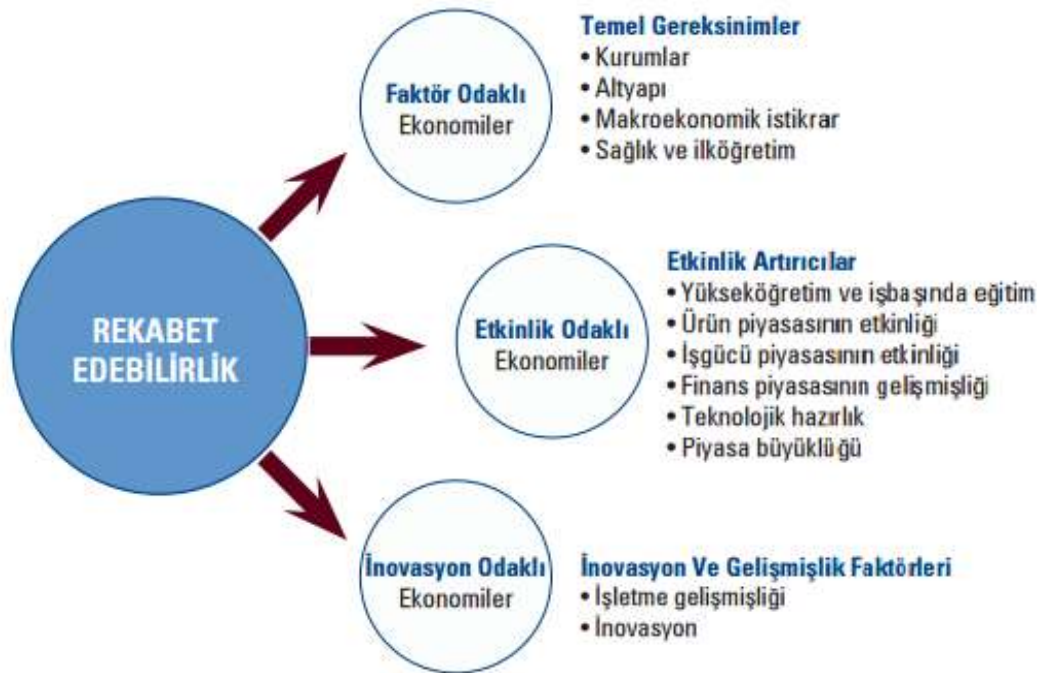 Temel Gereksinimler
• Kurumlar
• Altyapı
• Makroekonomik istikrar
• Sağlık ve ilköğretim
Faktör Odaklı
Ekonomiler
REKABET
EDEBİLİRLİK
Etkinlik Odaklı
Ekonomiler
Etkinlik Artırıcılar
• Yükseköğretim ve işbaşında eğitim
• Ürün piyasasının etkinliği
• İşgücü piyasasının etkinliği
• Finans piyasasının gelişmişliği
• Teknolojik hazırlık
• Piyasa büyüklüğü
İnovasyon Odaklı
Ekonomiler
İnovasyon Ve Gelişmişlik Faktörleri
• İşletme gelişmişliği
• İnovasyon